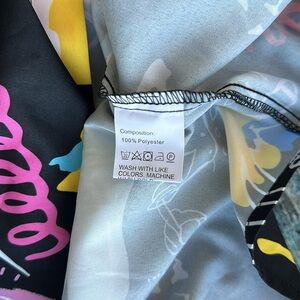 Composition:
100% Polyester
WASH WITH LIKE
COLORS. MACHINE